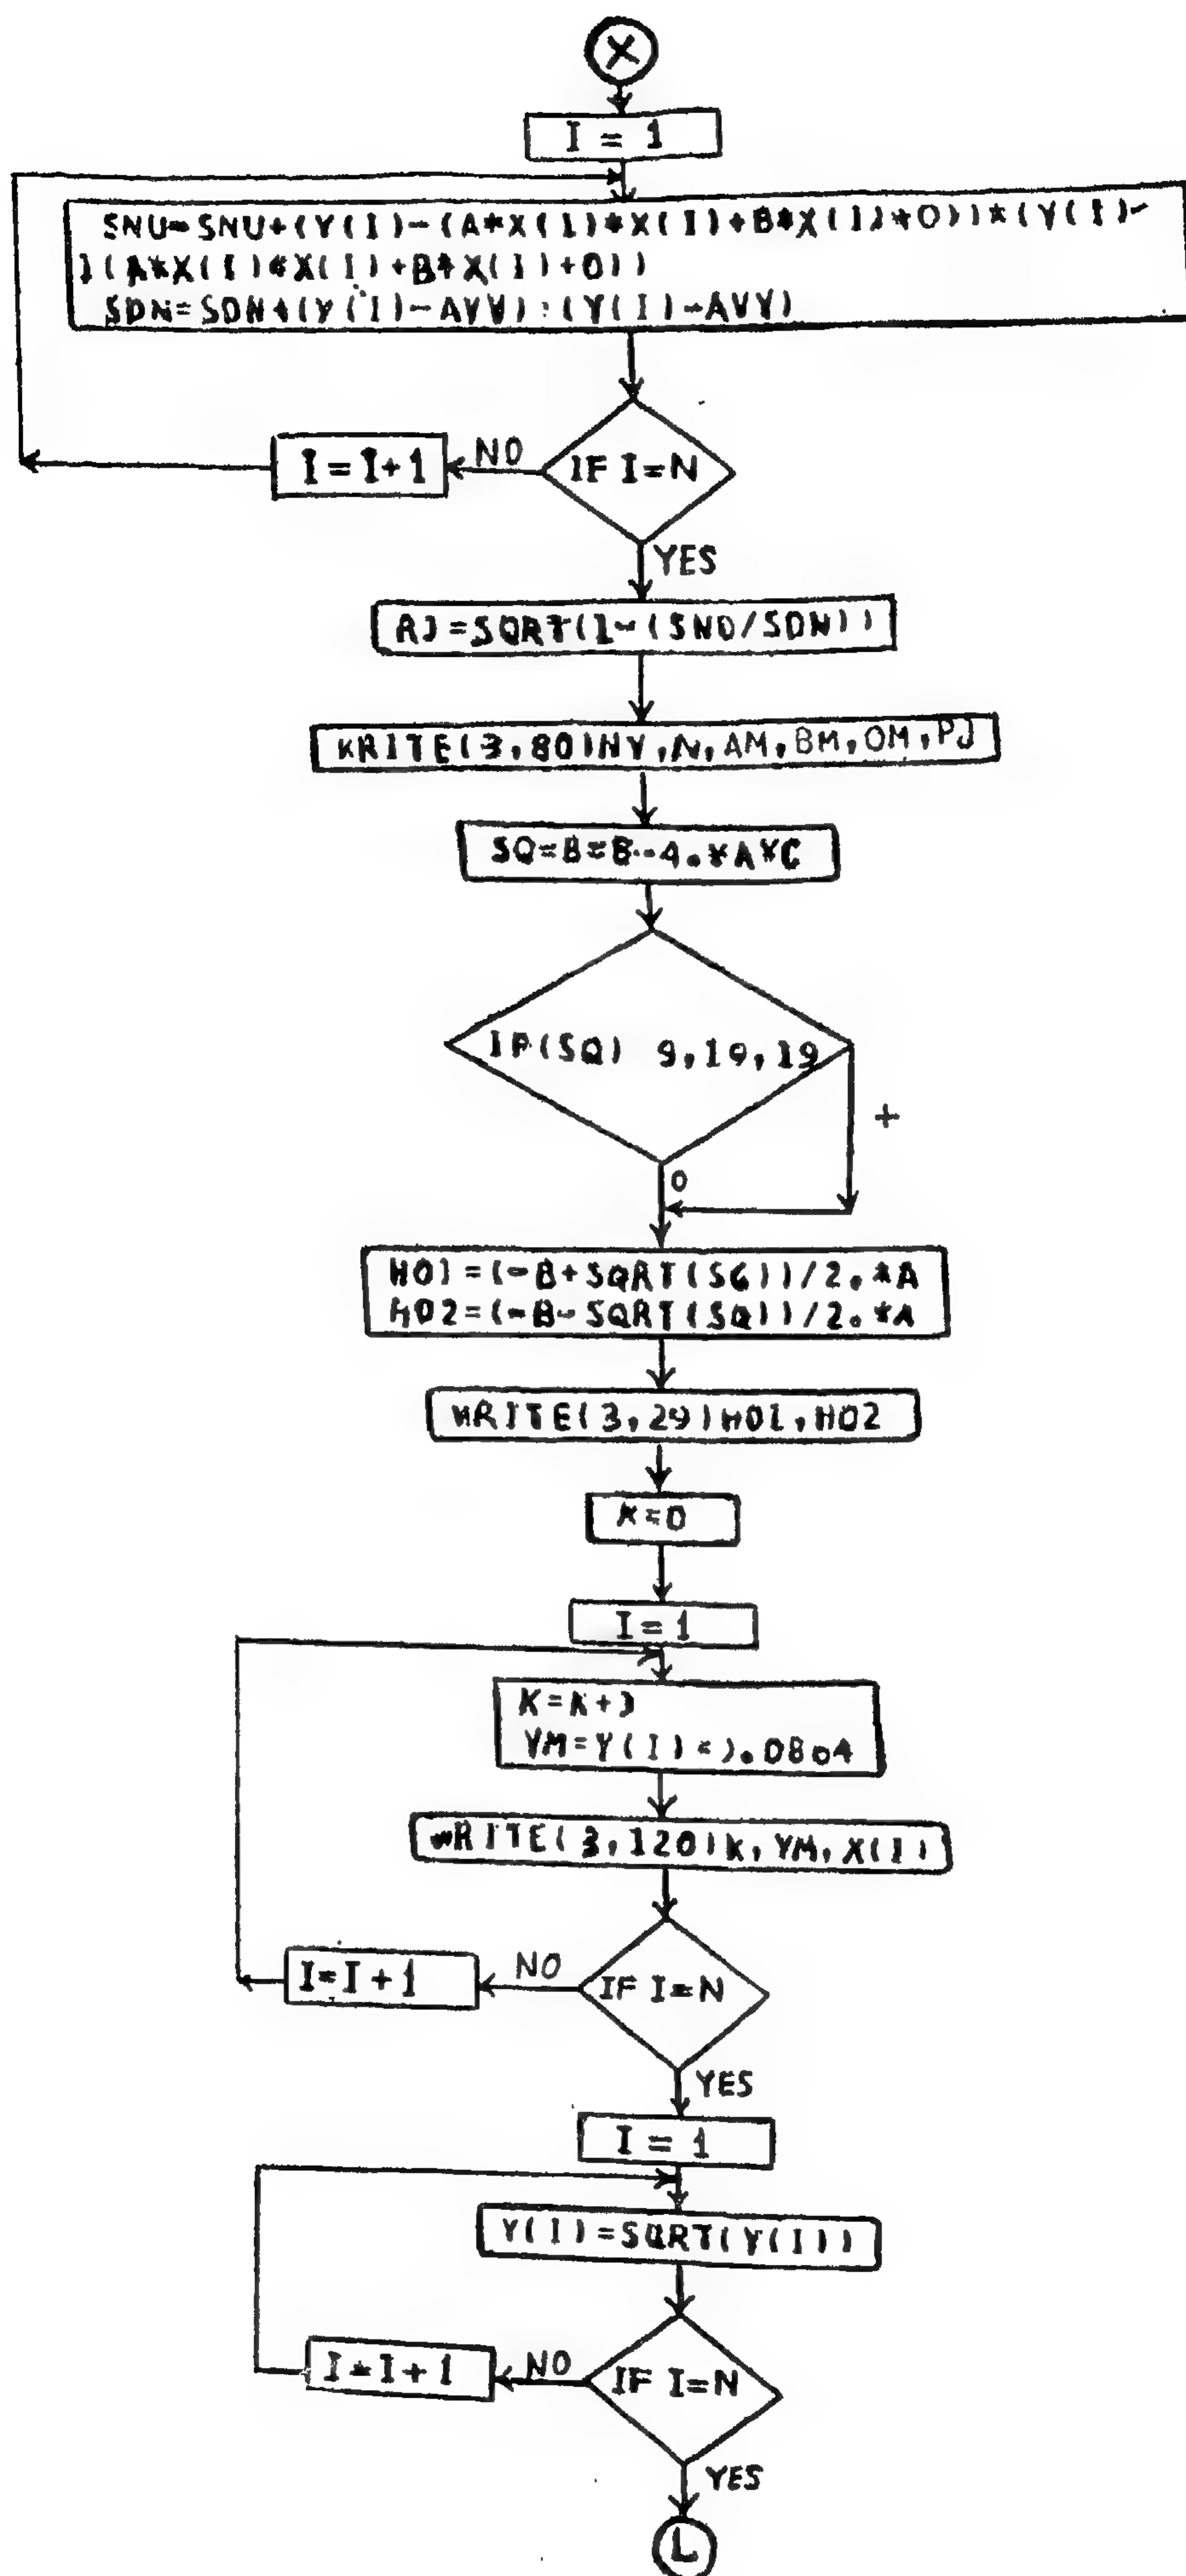 X
I = 1
SNU=SNU+(Y(I)-(A*X(I)*X(I)+B*X(I)+O))*(Y(I)-
1(A*X(I)*X(I)+B*X(I)+O))
SDN=SDN+(Y(I)-AVY)*(Y(I)-AVY)
IF I=N
NO
I=I+1
YES
RJ=SQRT(1-(SNU/SDN))
WRITE(3,80)NY,N,AM,BM,OM,PJ
SQ=B*B-4.*A*C
IF(SQ) 9,19,19
+
0
HO1=(-B+SQRT(SQ))/2.*A
HO2=(-B-SQRT(SQ))/2.*A
WRITE(3,29)HO1,HO2
K=0
I=1
K=K+1
YM=Y(I)*1.0804
WRITE(3,120)K,YM,X(I)
IF I=N
NO
I=I+1
YES
I = 1
Y(I)=SQRT(Y(I))
IF I=N
NO
I=I+1
YES
L